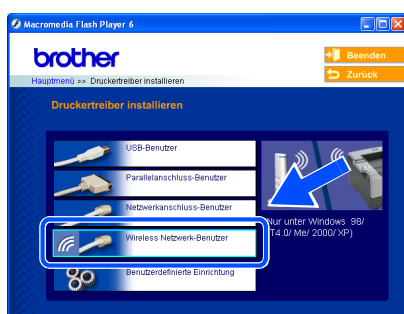 Macromedia Flash Player 6
brother
Beenden
Zurück
Hauptmenü >> Druckertreiber installieren
Druckertreiber installieren
USB-Benutzer
Parallelanschluss-Benutzer
Netzwerkanschluss-Benutzer
Wireless Netzwerk-Benutzer
Benutzerdefinierte Einrichtung
Nur unter Windows 98/
T4.0/ Me/ 2000/ XP)